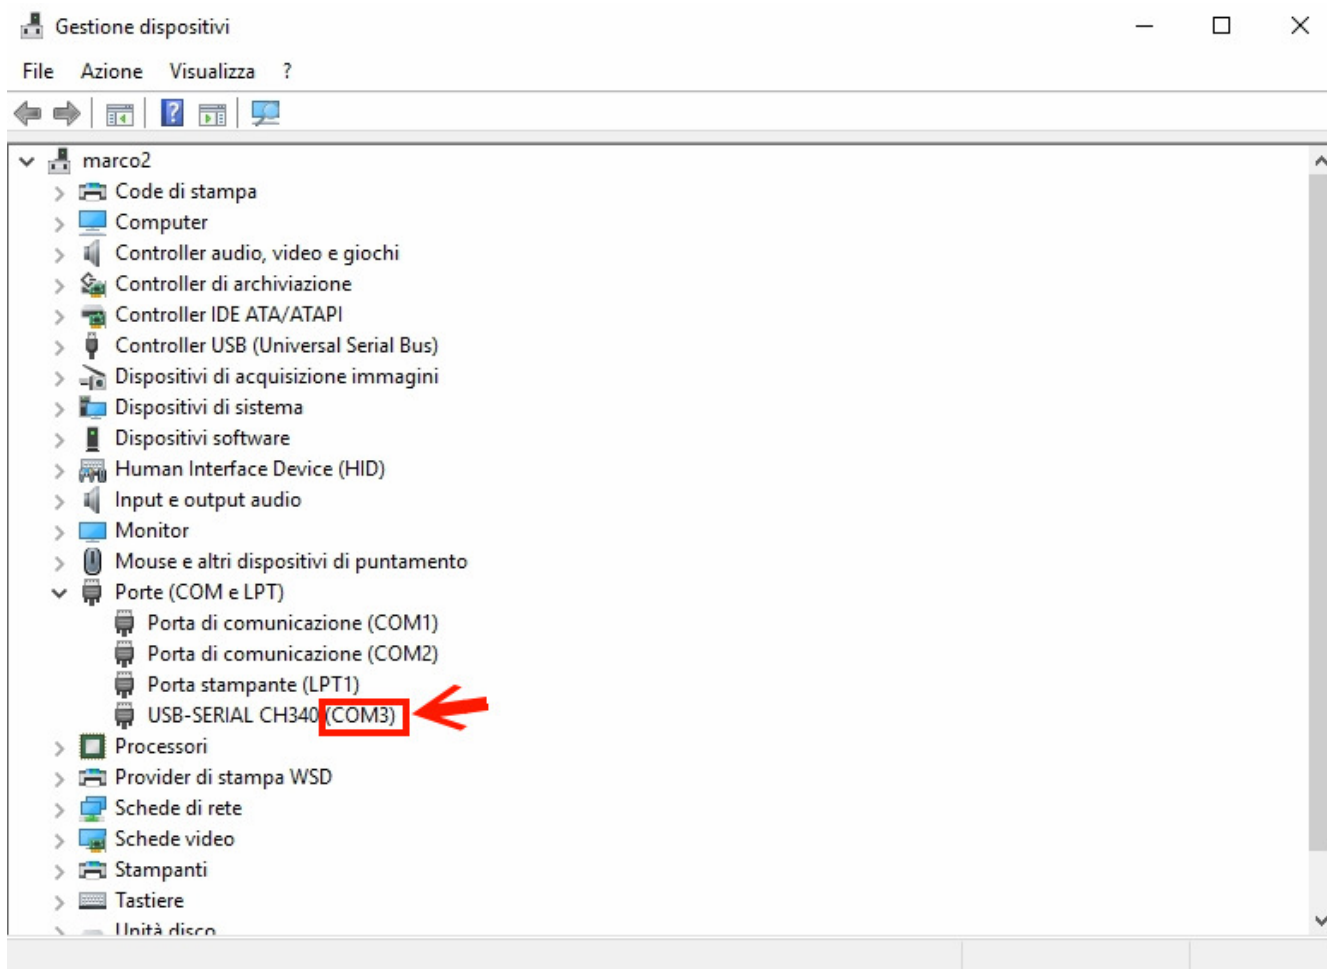 Gestione dispositivi
File Azione Visualizza ?
marco2
Code di stampa
Computer
Controller audio, video e giochi
Controller di archiviazione
Controller IDE ATA/ATAPI
Controller USB (Universal Serial Bus)
Dispositivi di acquisizione immagini
Dispositivi di sistema
Dispositivi software
Human Interface Device (HID)
Input e output audio
Monitor
Mouse e altri dispositivi di puntamento
Porte (COM e LPT)
Porta di comunicazione (COM1)
Porta di comunicazione (COM2)
Porta stampante (LPT1)
USB-SERIAL CH340 (COM3)
Processori
Provider di stampa WSD
Schede di rete
Schede video
Stampanti
Tastiere
Unità disco